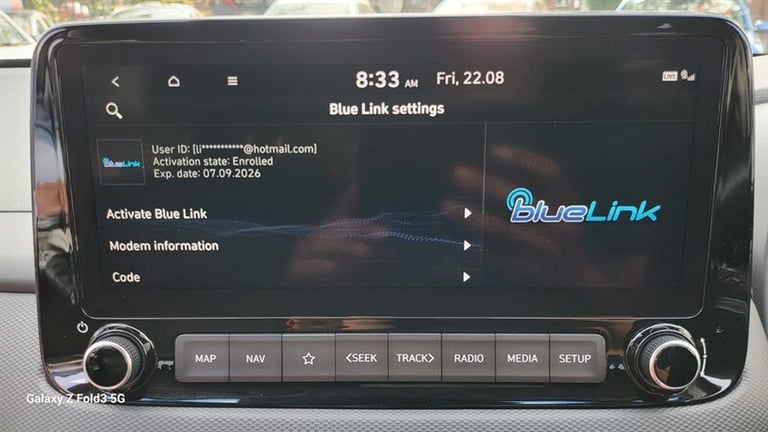 8:33 AM Fri, 22.08 LIVE
Blue Link settings
User ID: [li***********@hotmail.com]
blueLink Activation state: Enrolled
Exp. date: 07.09.2026
Activate Blue Link
blueLink
Modem information
Code
MAP NAV <SEEK TRACK> RADIO MEDIA SETUP
Galaxy Z Fold3 5G